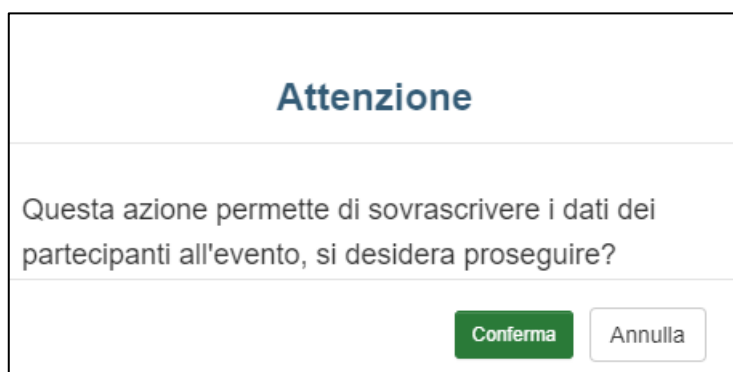 Attenzione
Questa azione permette di sovrascrivere i dati dei
partecipanti all'evento, si desidera proseguire?
Conferma Annulla